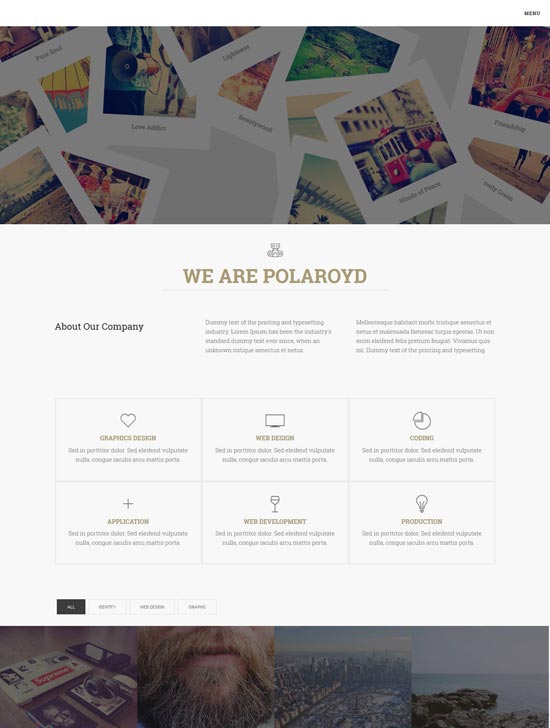 MENU
Pure Soul
Lightness
Love Addict
Beautywood
Friendship
Winds of Peace
Truly Green
WE ARE POLAROYD
About Our Company
Dummy text of the printing and typesetting
industry. Lorem Ipsum has been the industry's
standard dummy text ever since, when an
unknown ristique senectus et netus.
Mellentesque habitant morbi tristique senectus et
netus et malesuada famesac turpis egestas. Ut non
enim eleifend felis pretium feugiat. Vivamus quis
mi. Dummy text of the printing and typesetting.
GRAPHICS DESIGN
Sed in porttitor dolor. Sed eleifend vulputate
nulla, congue iaculis arcu mattis porta.
WEB DESIGN
Sed in porttitor dolor. Sed eleifend vulputate
nulla, congue iaculis arcu mattis porta.
CODING
Sed in porttitor dolor. Sed eleifend vulputate
nulla, congue iaculis arcu mattis porta.
APPLICATION
Sed in porttitor dolor. Sed eleifend vulputate
nulla, congue iaculis arcu mattis porta.
WEB DEVELOPMENT
Sed in porttitor dolor. Sed eleifend vulputate
nulla, congue iaculis arcu mattis porta.
PRODUCTION
Sed in porttitor dolor. Sed eleifend vulputate
nulla, congue iaculis arcu mattis porta.
ALL
IDENTITY
WEB DESIGN
GRAPHIC
Supreme